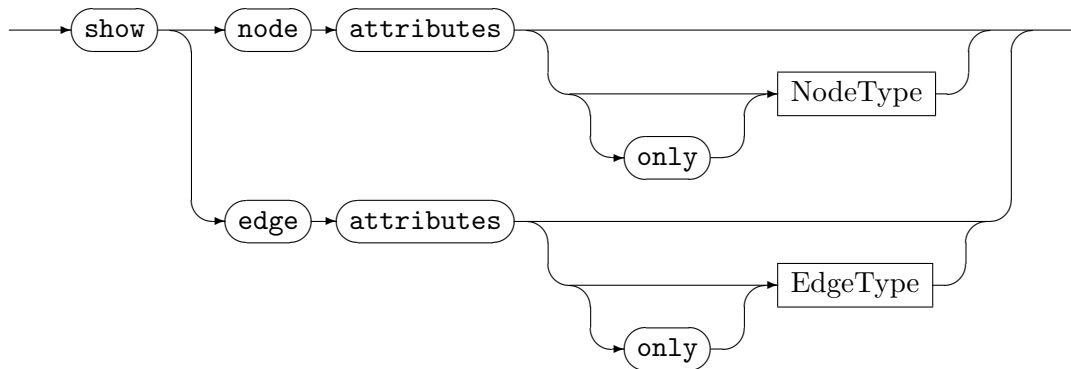 show node attributes
NodeType
only
edge attributes
EdgeType
only